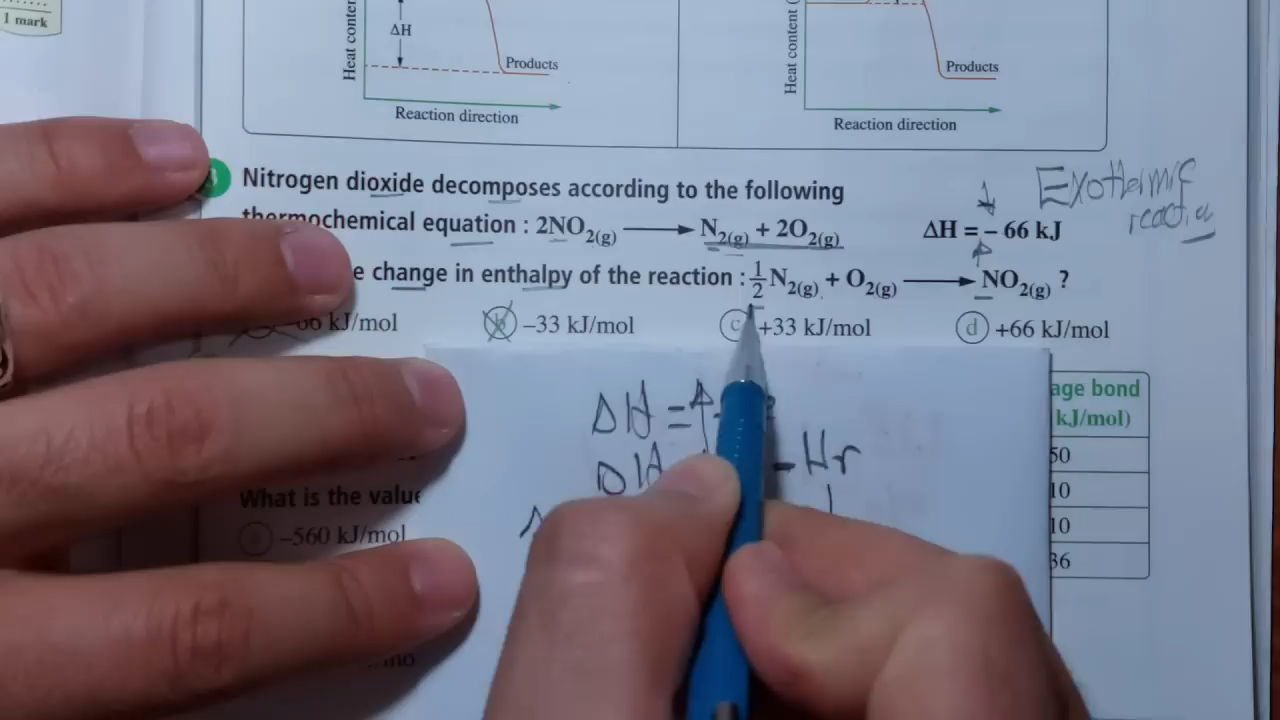 1 mark
Heat conten
ΔH
Products
Reaction direction
Heat content (
Products
Reaction direction
Nitrogen dioxide decomposes according to the following
thermochemical equation : 2NO2(g) ⟶ N2(g) + 2O2(g) ΔH = – 66 kJ
Exothermic
e change in enthalpy of the reaction : 1/2 N2(g) + O2(g) ⟶ NO2(g) ?
kJ/mol
b –33 kJ/mol
c +33 kJ/mol
d +66 kJ/mol
ΔH =
ΔH - Hr
age bond
kJ/mol)
50
10
10
36
What is the value
a –560 kJ/mol